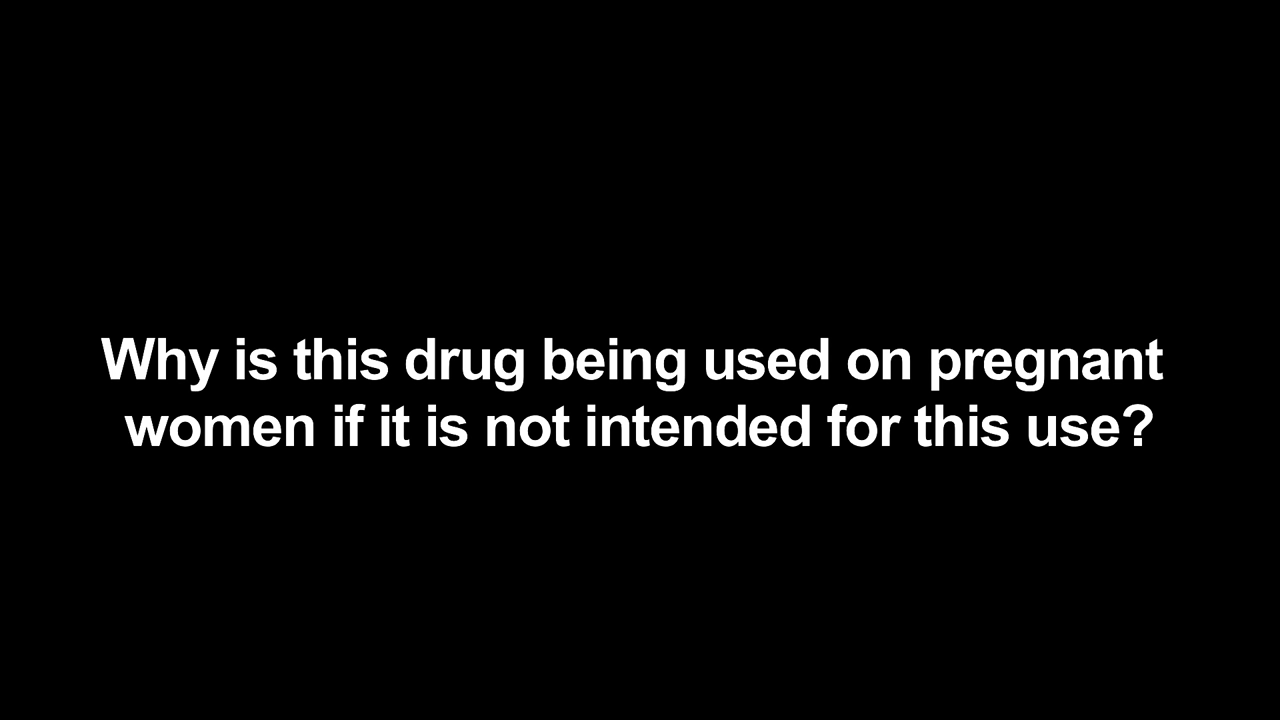 Why is this drug being used on pregnant
women if it is not intended for this use?